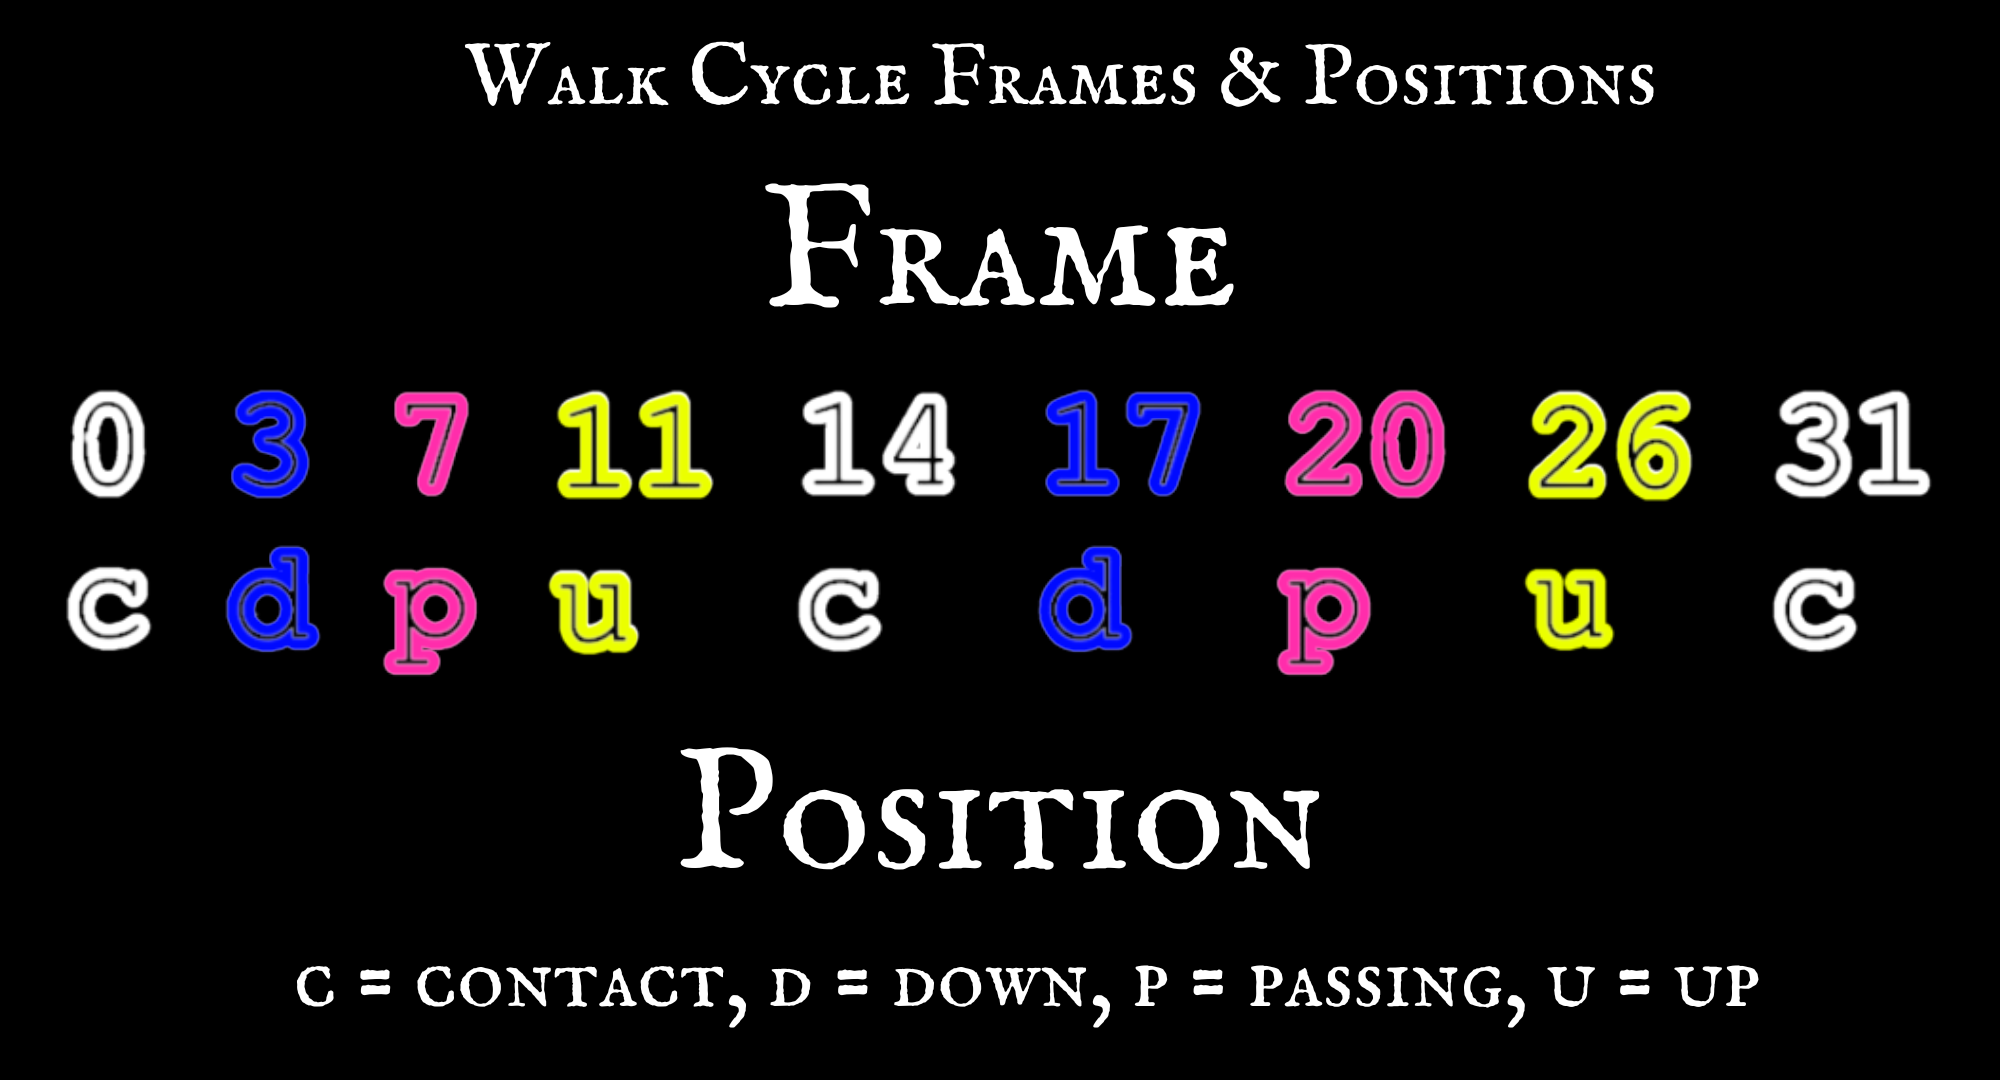 Walk Cycle Frames & Positions
Frame
0 3 7 11 14 17 20 26 31
c d p u c d p u c
Position
c = contact, d = down, p = passing, u = up